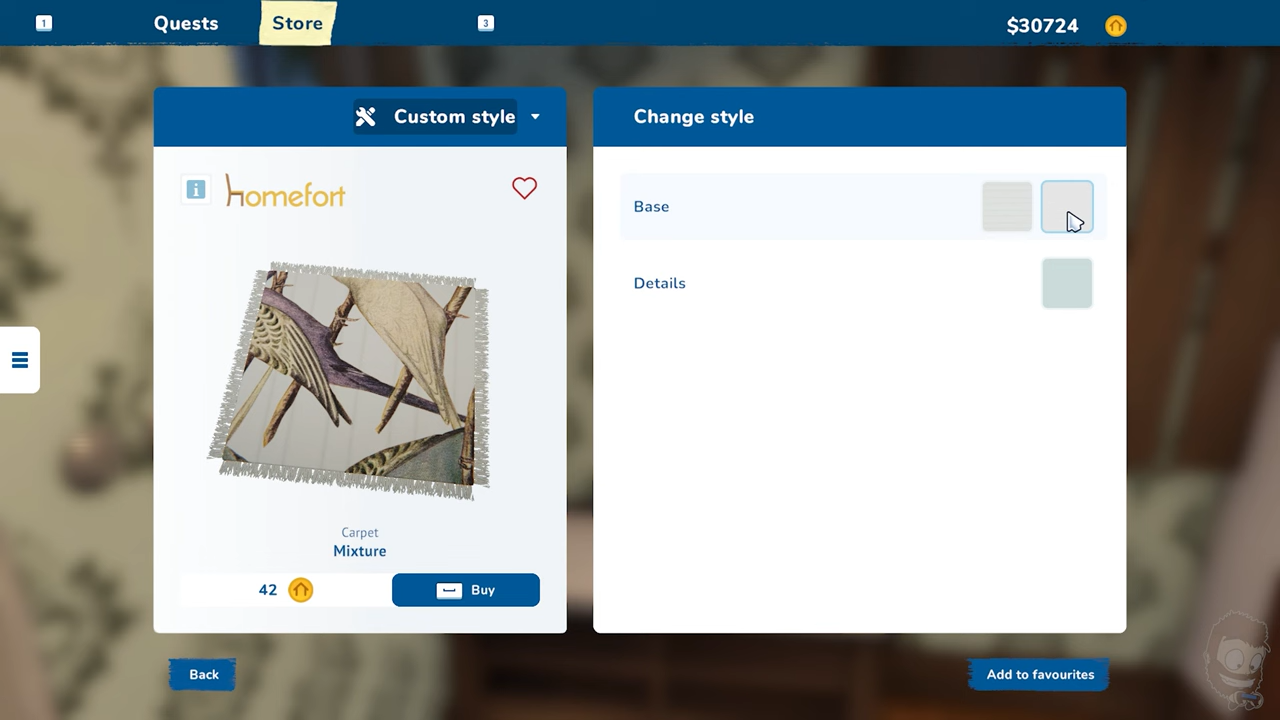 1
Quests
Store
3
$30724
Custom style
Change style
i
homefort
Base
Details
Carpet
Mixture
42
Buy
Back
Add to favourites